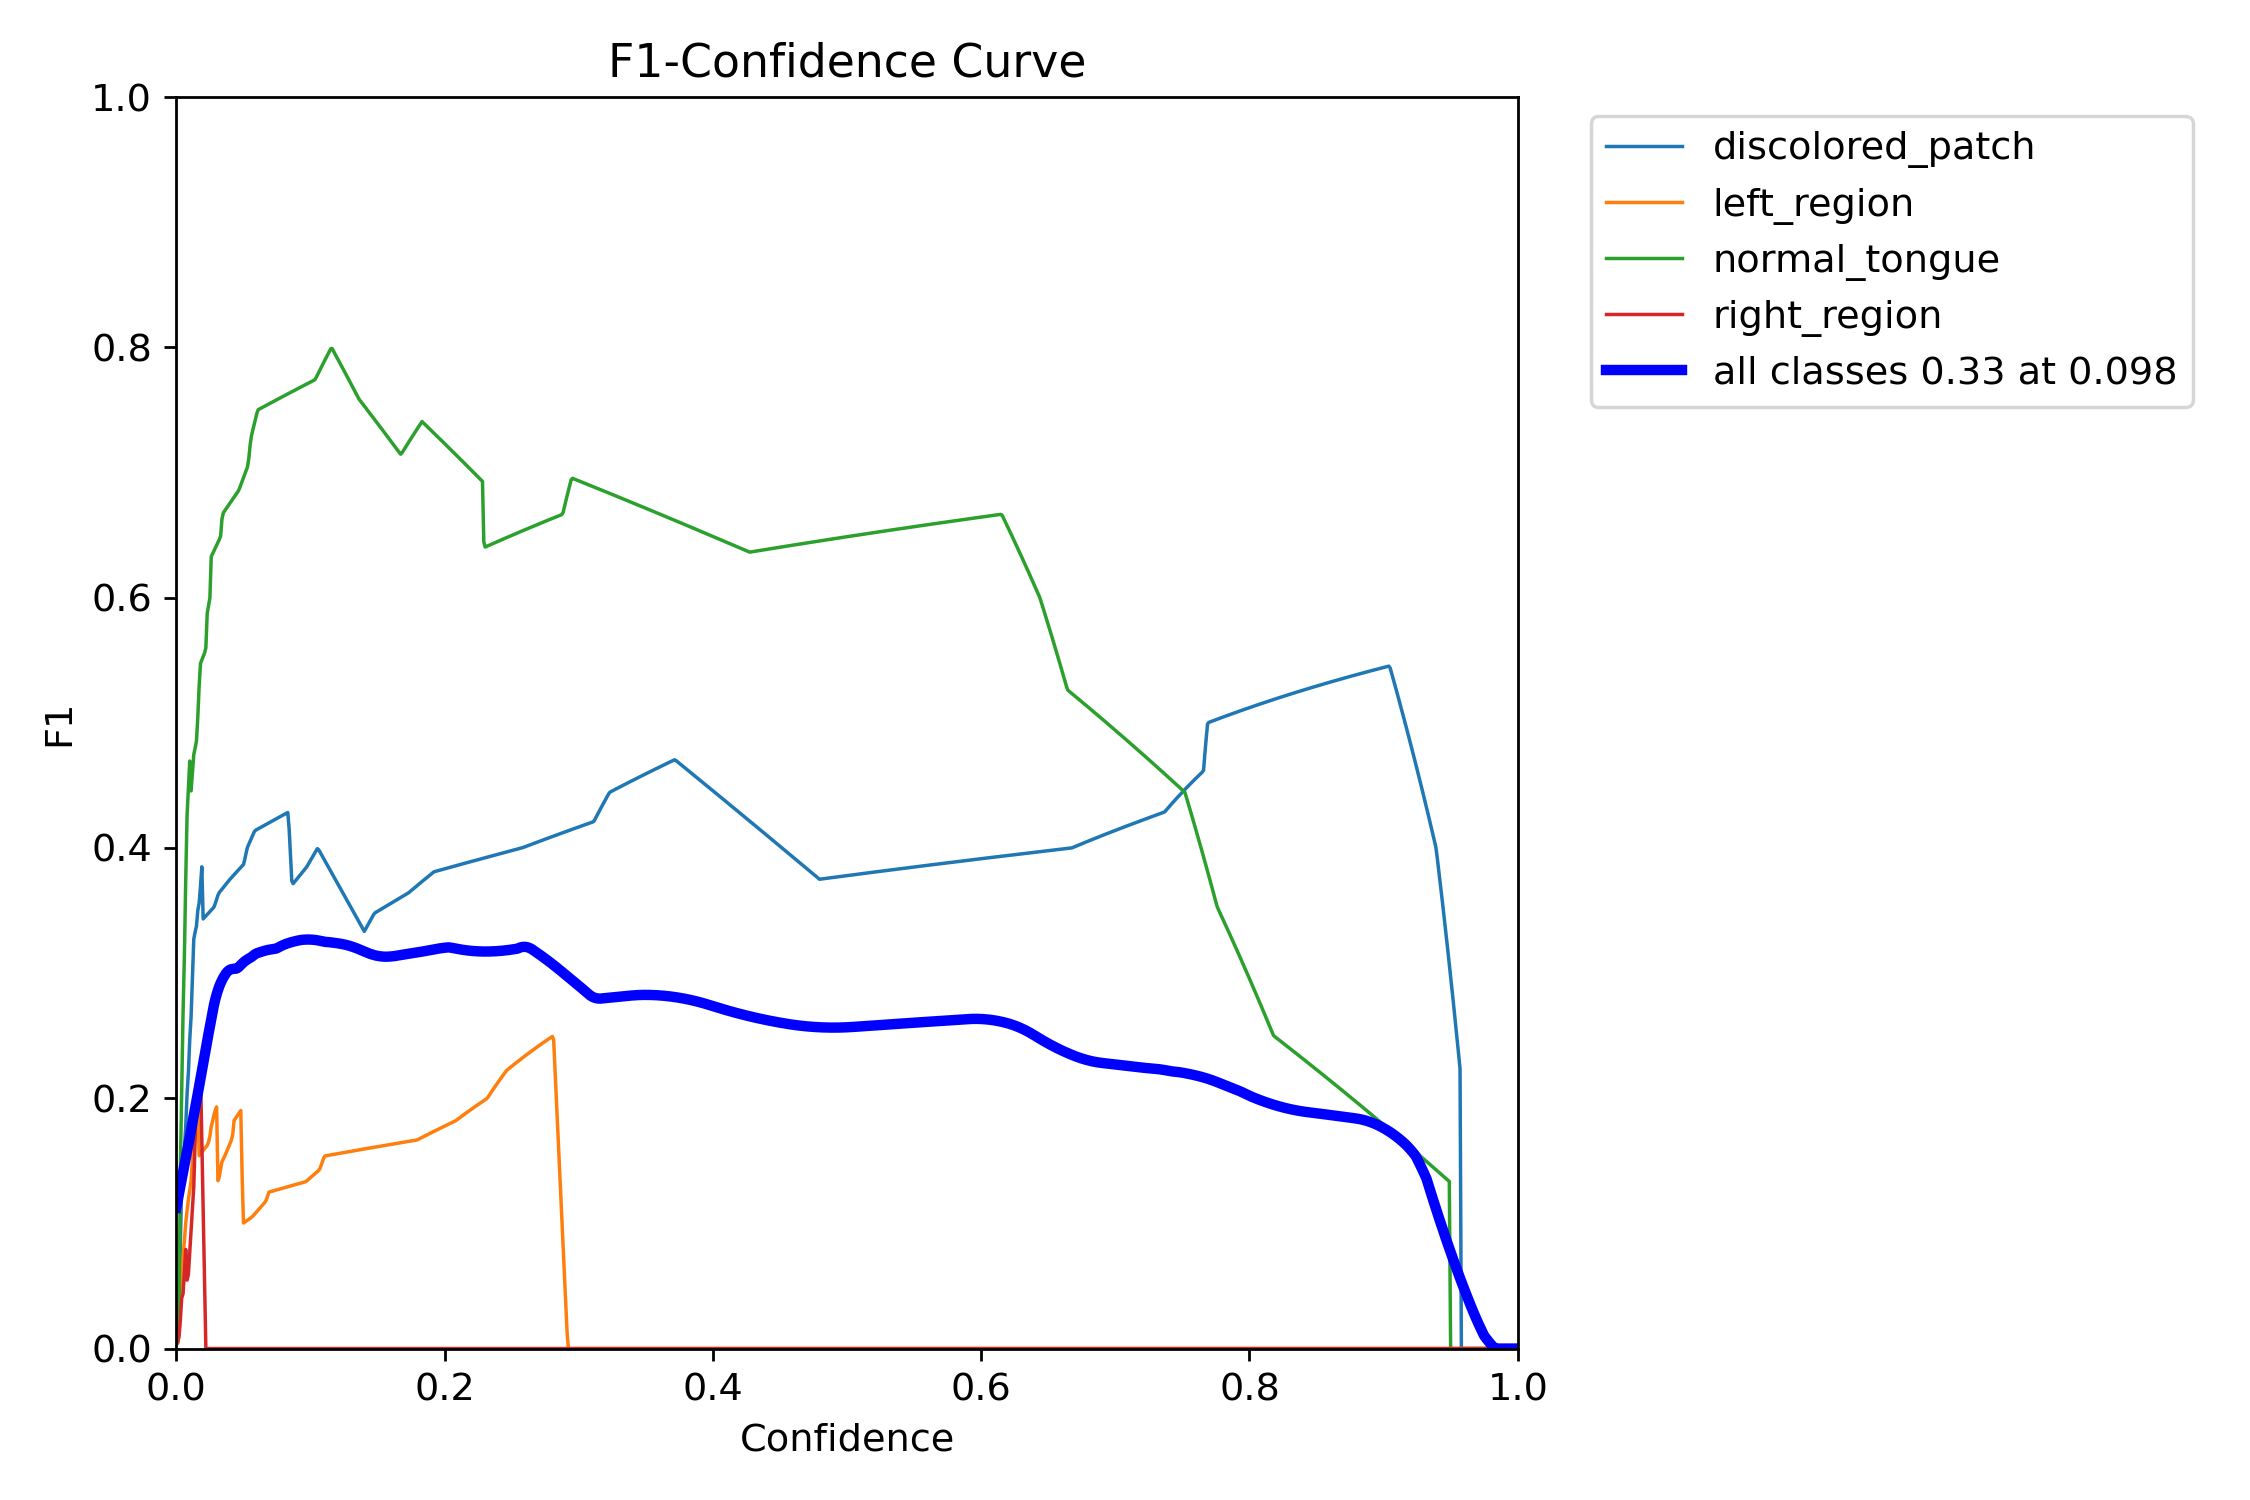 F1-Confidence Curve
1.0
0.8
0.6
0.4
0.2
0.0
F1
0.0 0.2 0.4 0.6 0.8 1.0
Confidence
discolored_patch
left_region
normal_tongue
right_region
all classes 0.33 at 0.098